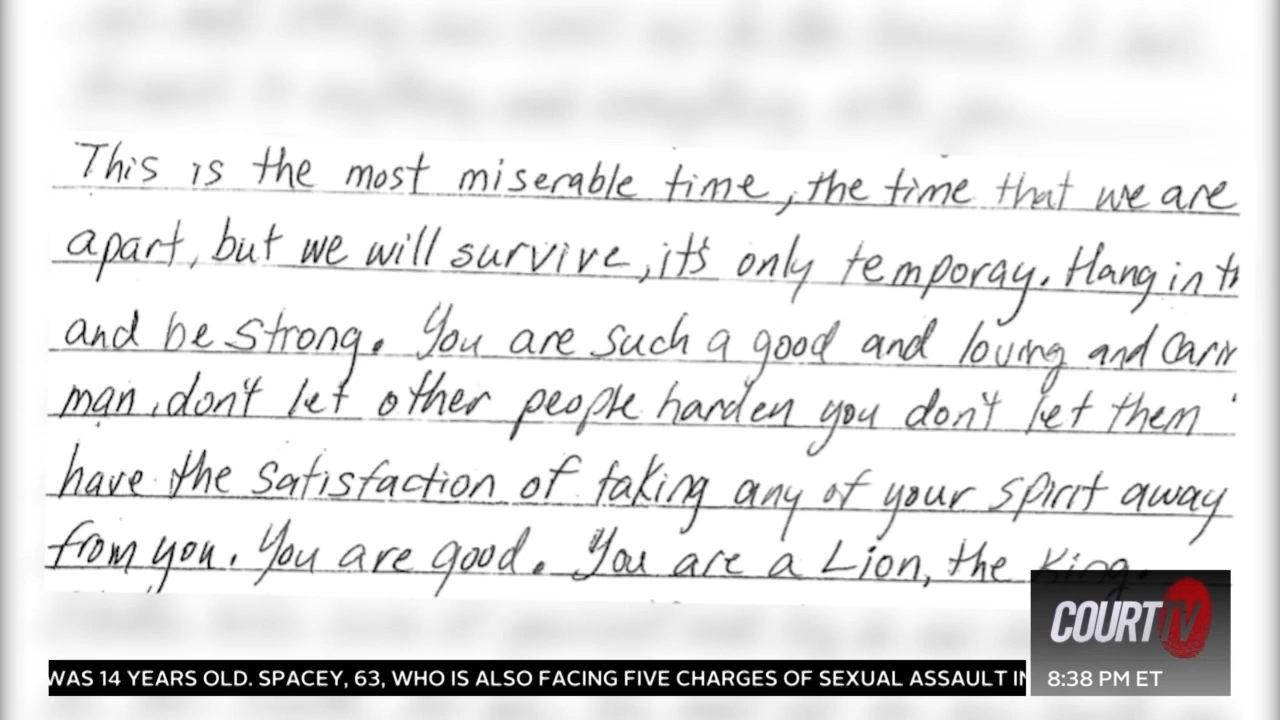 This is the most miserable time, the time that we are
apart, but we will survive, it's only temporay. Hang in th
and be strong. You are such a good and loving and carin
man, don't let other people harden you don't let them
have the satisfaction of taking any of your spirit away
from you. You are good. You are a Lion, the King.
COURT TV
WAS 14 YEARS OLD. SPACEY, 63, WHO IS ALSO FACING FIVE CHARGES OF SEXUAL ASSAULT IN
8:38 PM ET